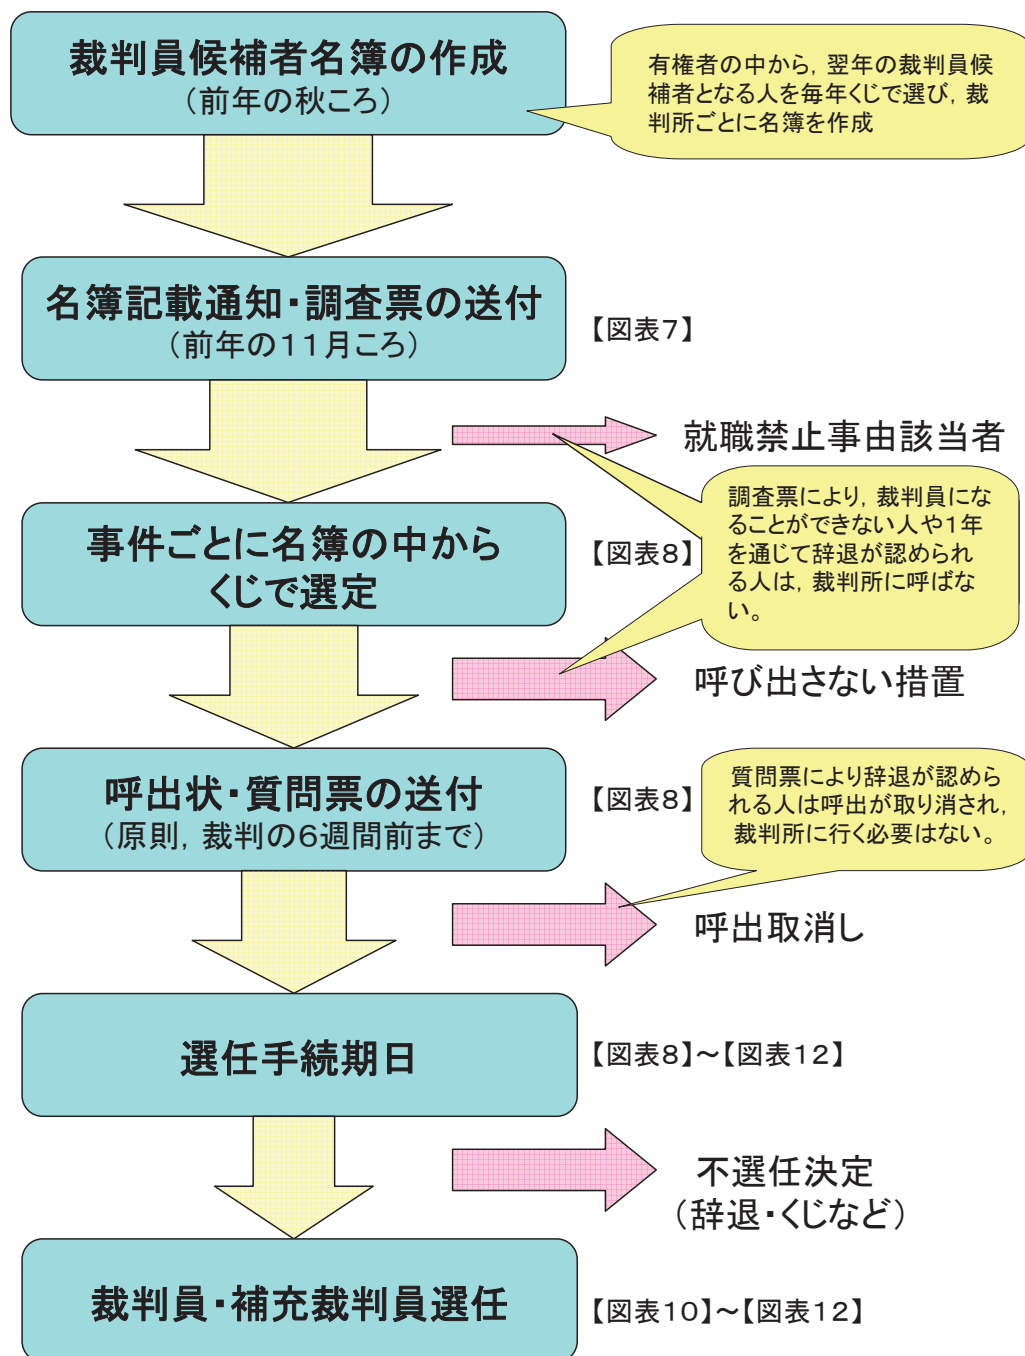 裁判員候補者名簿の作成
（前年の秋ころ）
有権者の中から，翌年の裁判員候
補者となる人を毎年くじで選び，裁
判所ごとに名簿を作成
名簿記載通知・調査票の送付
（前年の１１月ころ）
【図表７】
就職禁止事由該当者
調査票により，裁判員にな
ることができない人や１年
を通じて辞退が認められ
る人は，裁判所に呼ばな
い。
事件ごとに名簿の中から
くじで選定
【図表８】
呼び出さない措置
呼出状・質問票の送付
（原則，裁判の６週間前まで）
【図表８】
質問票により辞退が認めら
れる人は呼出が取り消され，
裁判所に行く必要はない。
呼出取消し
選任手続期日
【図表８】～【図表１２】
不選任決定
（辞退・くじなど）
裁判員・補充裁判員選任
【図表１０】～【図表１２】